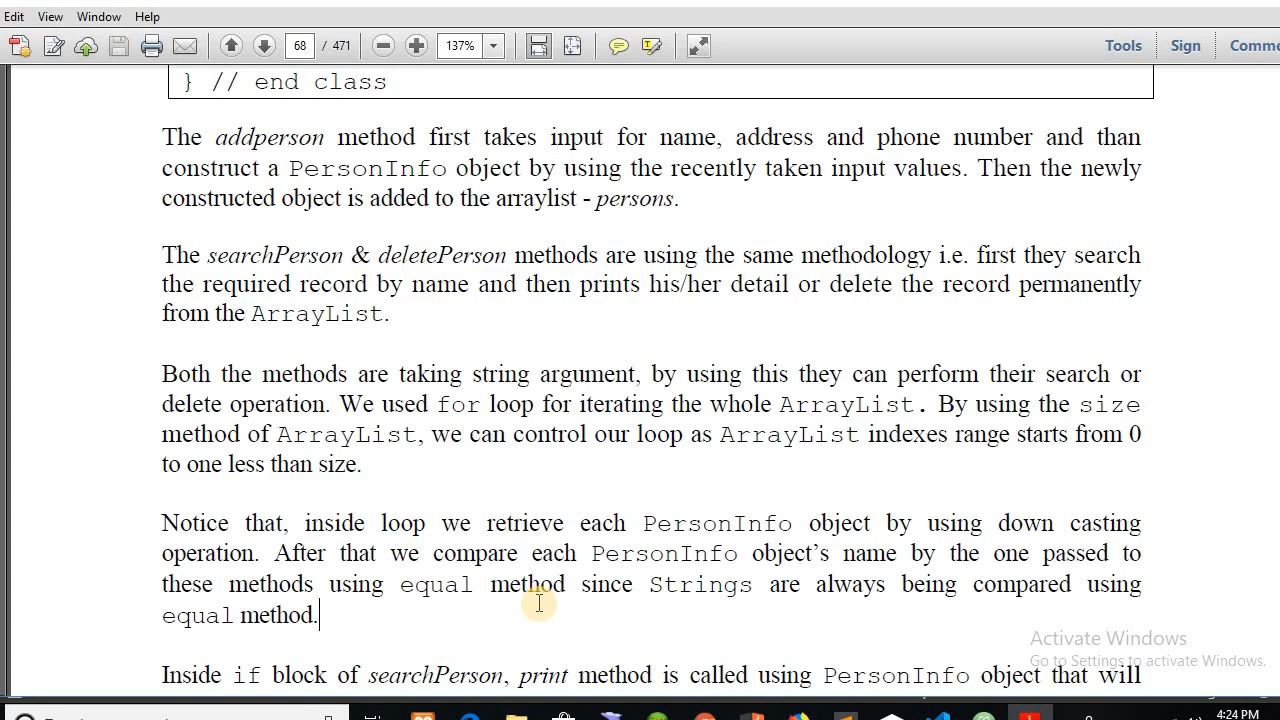 Edit View Window Help
68 / 471 137% Tools Sign Comme
} // end class
The addperson method first takes input for name, address and phone number and than
construct a PersonInfo object by using the recently taken input values. Then the newly
constructed object is added to the arraylist - persons.
The searchPerson & deletePerson methods are using the same methodology i.e. first they search
the required record by name and then prints his/her detail or delete the record permanently
from the ArrayList.
Both the methods are taking string argument, by using this they can perform their search or
delete operation. We used for loop for iterating the whole ArrayList. By using the size
method of ArrayList, we can control our loop as ArrayList indexes range starts from 0
to one less than size.
Notice that, inside loop we retrieve each PersonInfo object by using down casting
operation. After that we compare each PersonInfo object’s name by the one passed to
these methods using equal method since Strings are always being compared using
equal method.
Activate Windows
Go to Settings to activate Windows.
Inside if block of searchPerson, print method is called using PersonInfo object that will
4:24 PM